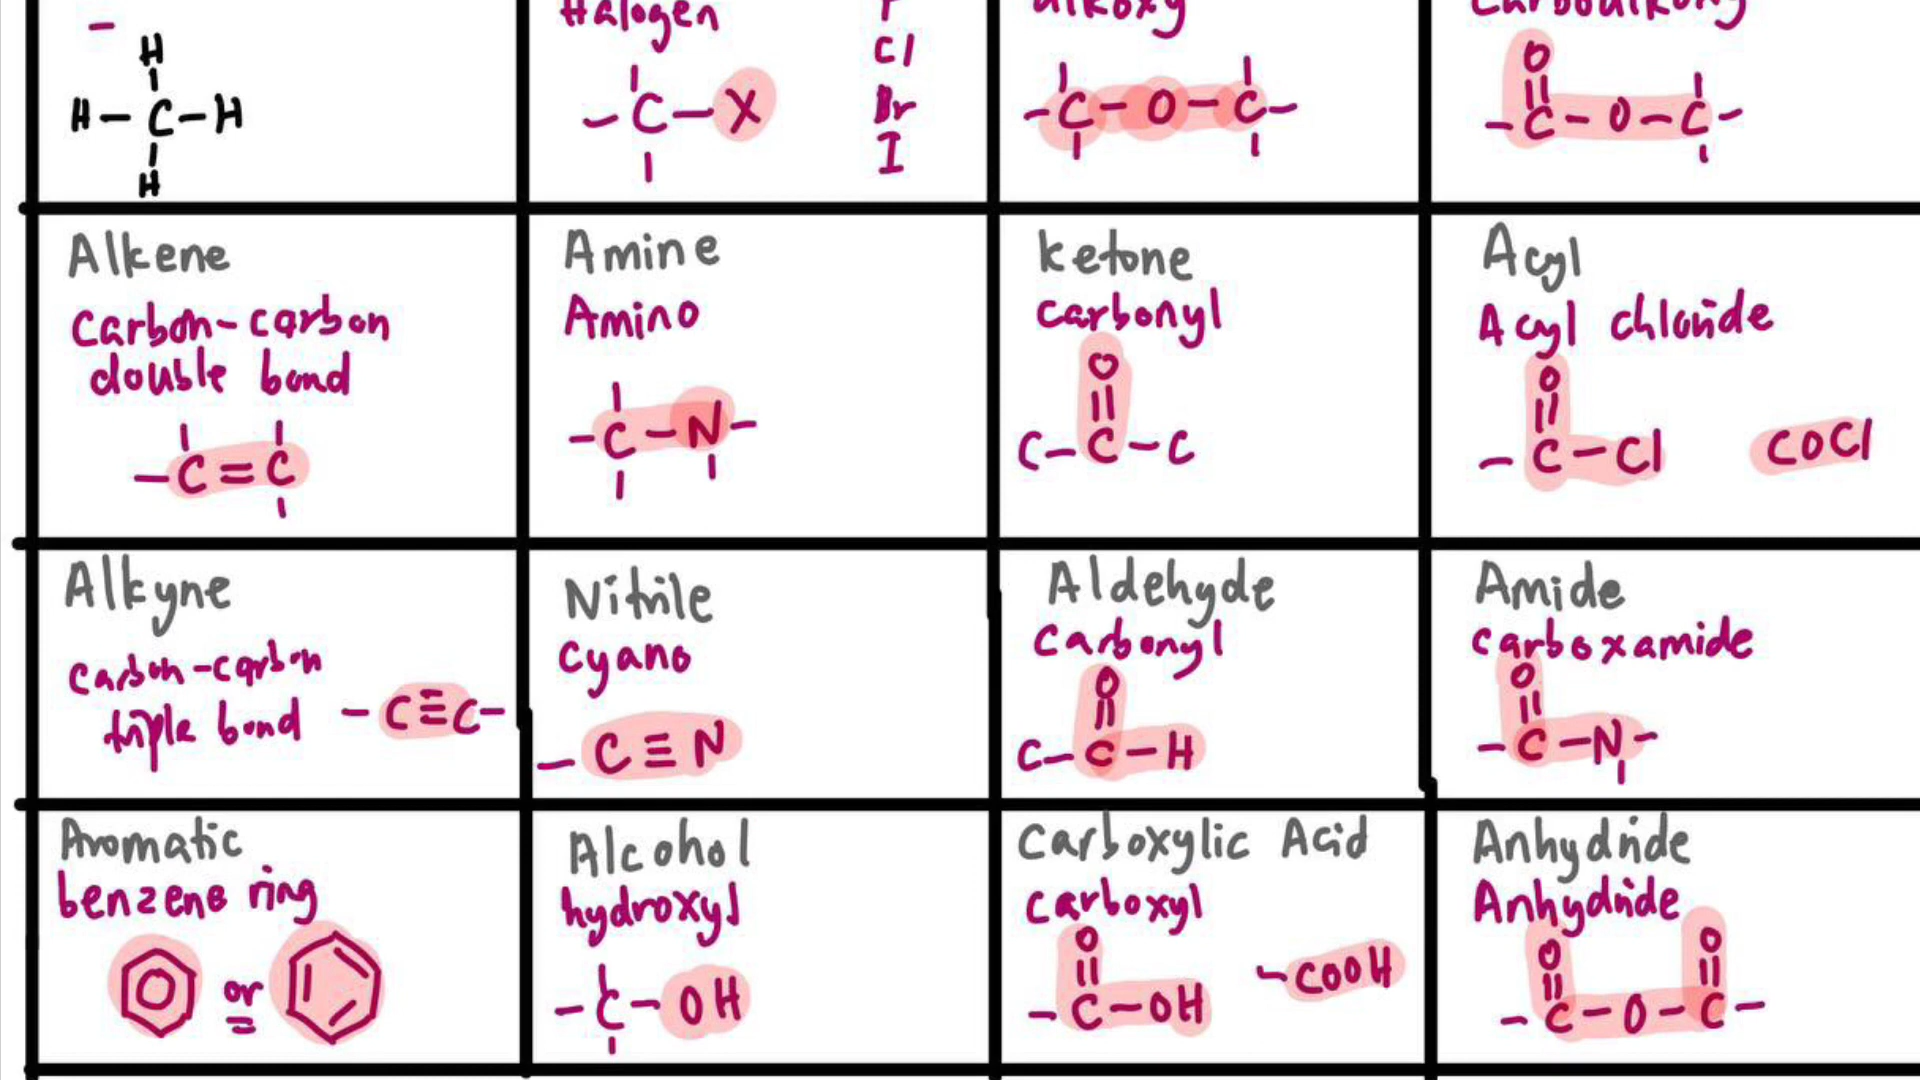 Halogen
F
Cl
Br
I
alkoxy
Carboalkoxy
H
H-C-H
H
-C-X
-C-O-C-
O
-C-O-C-
Alkene
Carbon-carbon
double bond
-C=C
Amine
Amino
-C-N-
ketone
carbonyl
O
C-C-C
Acyl
Acyl chloride
O
-C-Cl
COCl
Alkyne
carbon-carbon
triple bond
-C≡C-
Nitrile
cyano
-C≡N
Aldehyde
Carbonyl
O
C-C-H
Amide
carboxamide
O
-C-N-
Aromatic
benzene ring
or
Alcohol
hydroxyl
-C-OH
Carboxylic Acid
carboxyl
O
-C-OH
-COOH
Anhydride
Anhydride
O O
-C-O-C-